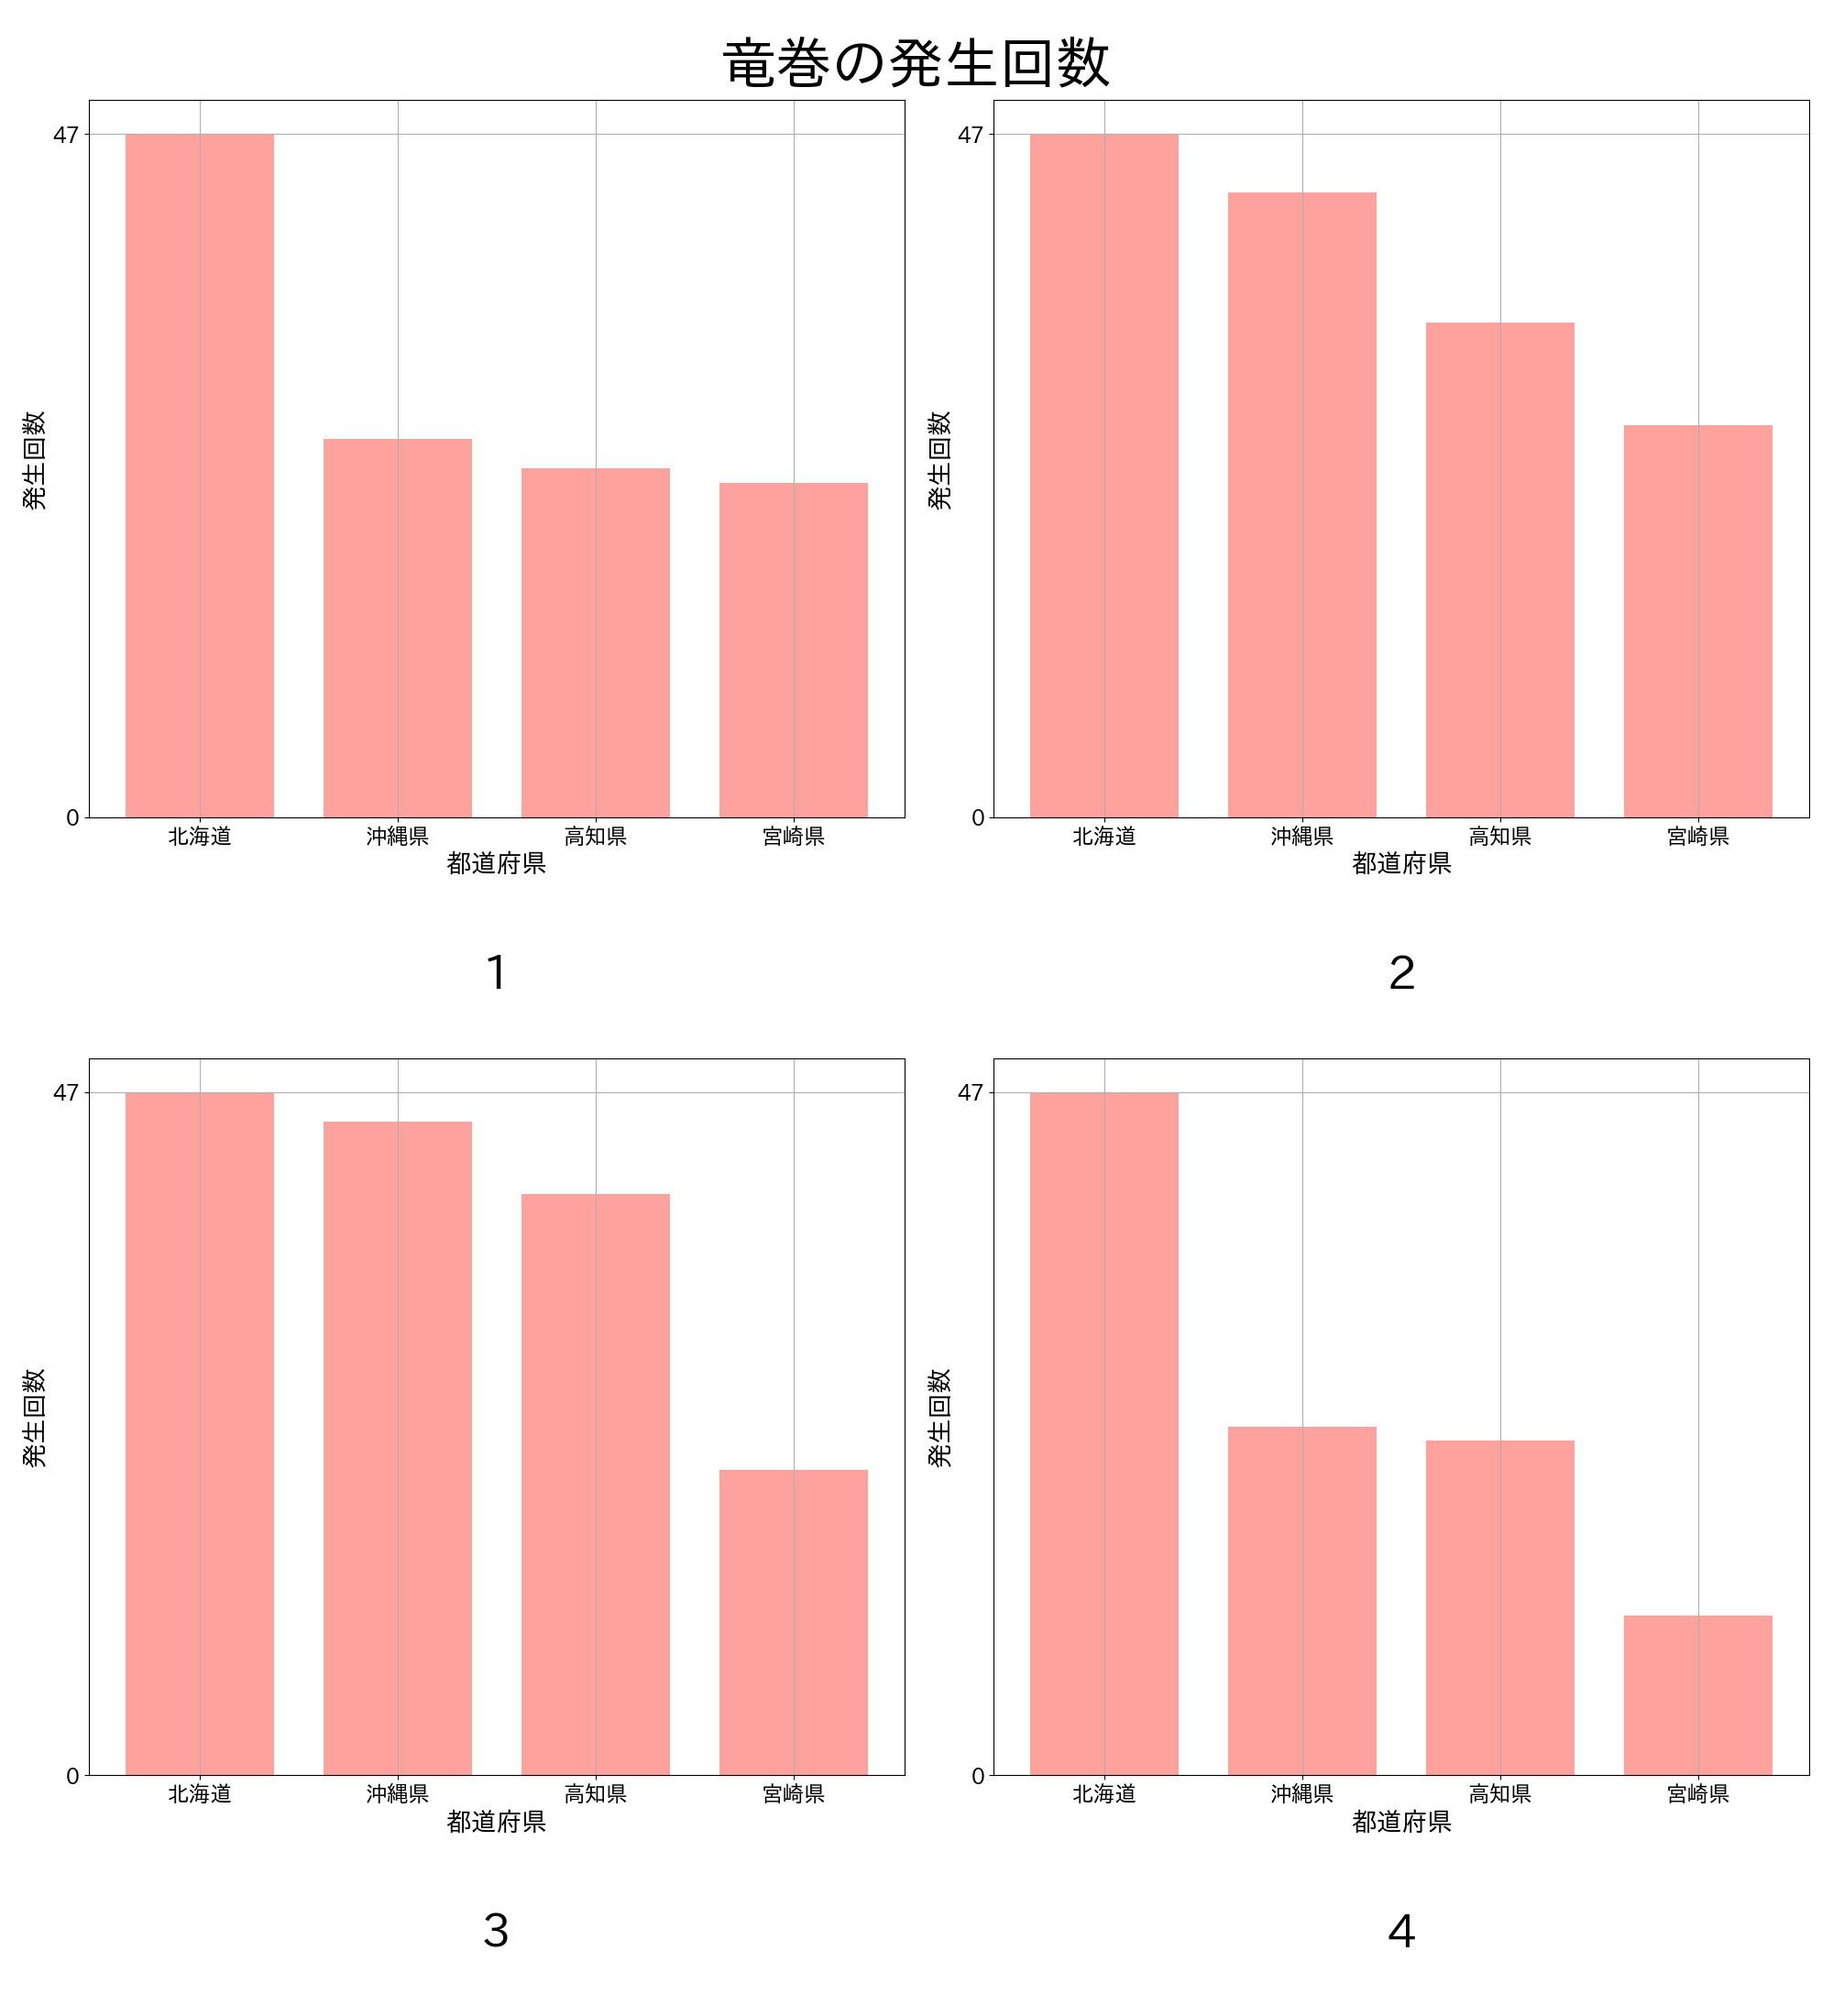 竜巻の発生回数
47
0
発生回数
北海道 沖縄県 高知県 宮崎県
都道府県
1
47
0
発生回数
北海道 沖縄県 高知県 宮崎県
都道府県
2
47
0
発生回数
北海道 沖縄県 高知県 宮崎県
都道府県
3
47
0
発生回数
北海道 沖縄県 高知県 宮崎県
都道府県
4